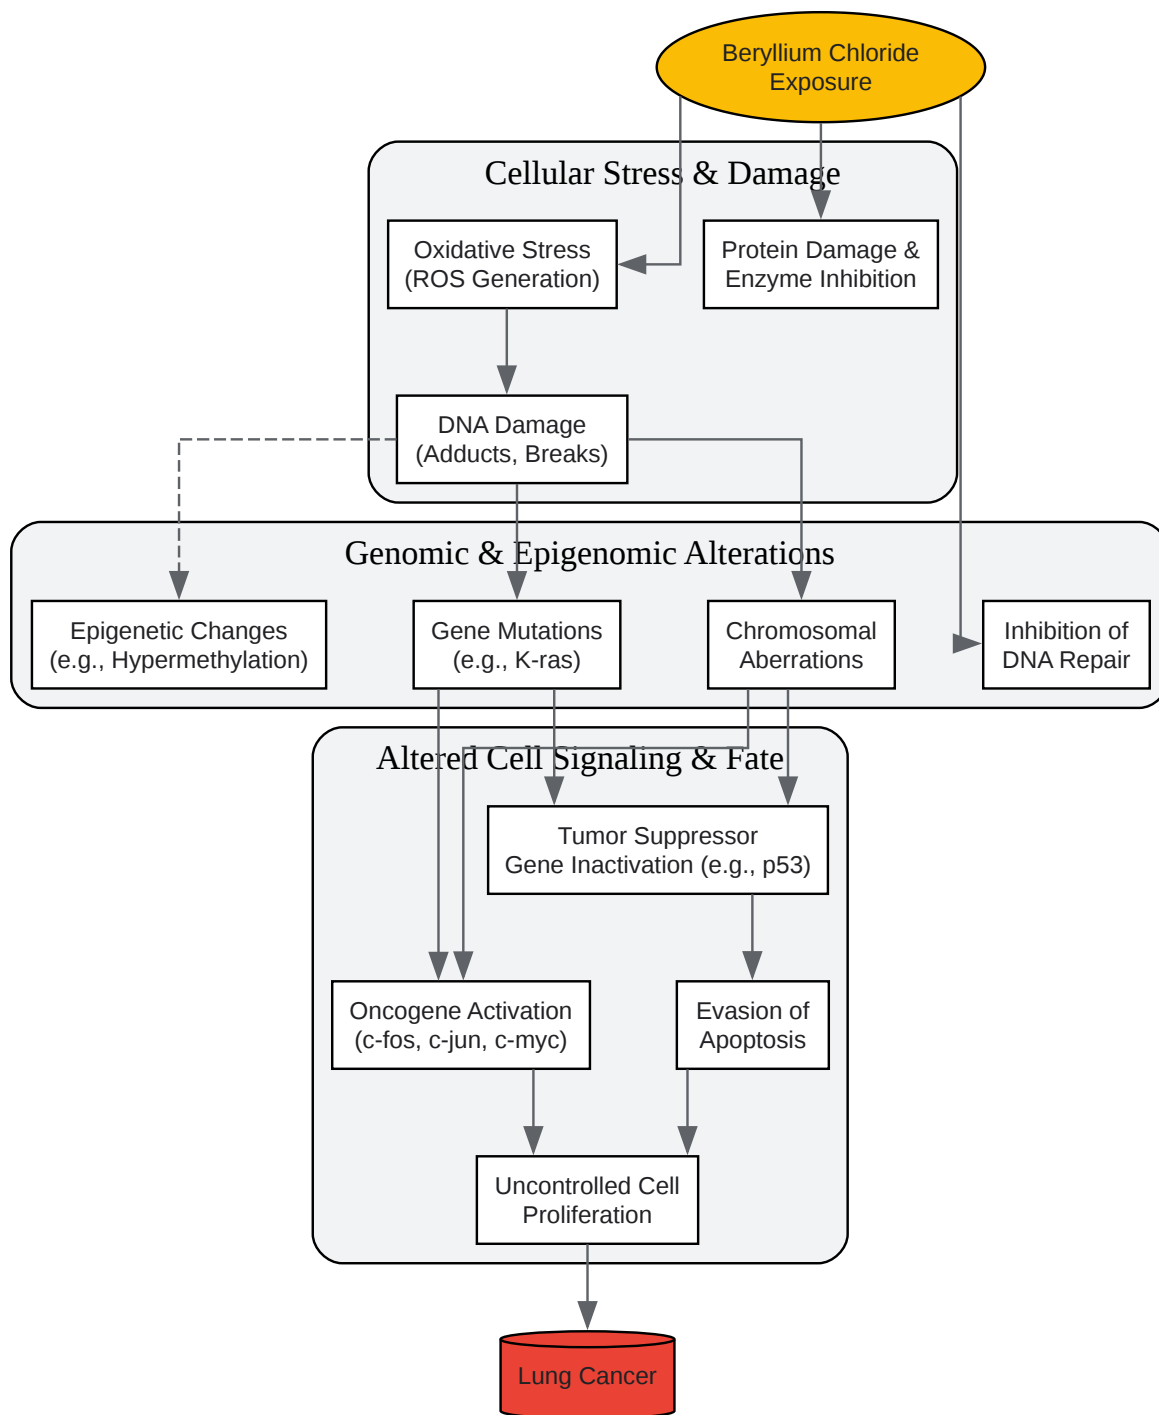 Beryllium Chloride
Exposure
Cellular Stress & Damage
Oxidative Stress
(ROS Generation)
Protein Damage &
Enzyme Inhibition
DNA Damage
(Adducts, Breaks)
Genomic & Epigenomic Alterations
Epigenetic Changes
(e.g., Hypermethylation)
Gene Mutations
(e.g., K-ras)
Chromosomal
Aberrations
Inhibition of
DNA Repair
Altered Cell Signaling & Fate
Tumor Suppressor
Gene Inactivation (e.g., p53)
Oncogene Activation
(c-fos, c-jun, c-myc)
Evasion of
Apoptosis
Uncontrolled Cell
Proliferation
Lung Cancer